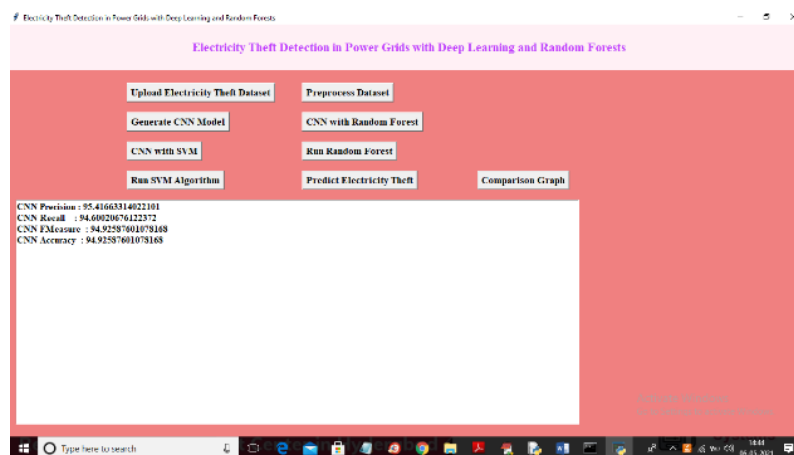 Electricity Theft Detection in Power Grids with Deep Learning and Random Forests
Electricity Theft Detection in Power Grids with Deep Learning and Random Forests
Upload Electricity Theft Dataset
Preprocess Dataset
Generate CNN Model
CNN with Random Forest
CNN with SVM
Run Random Forest
Run SVM Algorithm
Predict Electricity Theft
Comparison Graph
CNN Precision : 95.41663314022101
CNN Recall : 94.60020676122372
CNN FMeasure : 94.92587601078168
CNN Accuracy : 94.92587601078168
Type here to search
14:44
06-05-2021